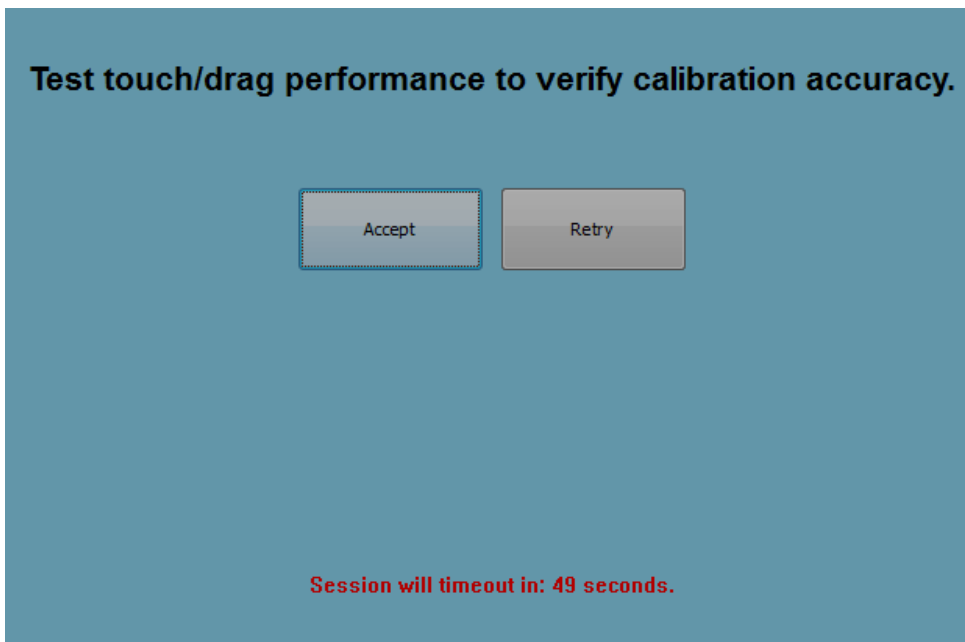 Test touch/drag performance to verify calibration accuracy.
Accept
Retry
Session will timeout in: 49 seconds.